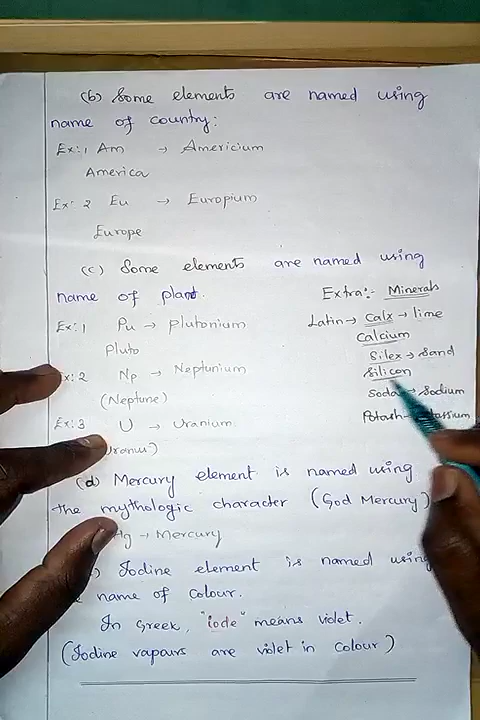 (b) Some elements are named using
name of country:
Ex:1 Am → Americium
America
Ex: 2 Eu → Europium
Europe
(c) Some elements are named using
name of plant.
Ex: 1 Pu → plutonium
Pluto
Ex: 2 Np → Neptunium
(Neptune)
Ex: 3 U → Uranium
Uranus)
Extra:- Minerals
Latin → Calx → lime
Calcium
Silex → Sand
Silicon
Soda → Sodium
Potash → tassium
(d) Mercury element is named using
the mythologic character (God Mercury)
Hg → Mercury
) Iodine element is named using
name of colour.
In Greek, "iode" means violet.
(Iodine vapours are violet in colour)